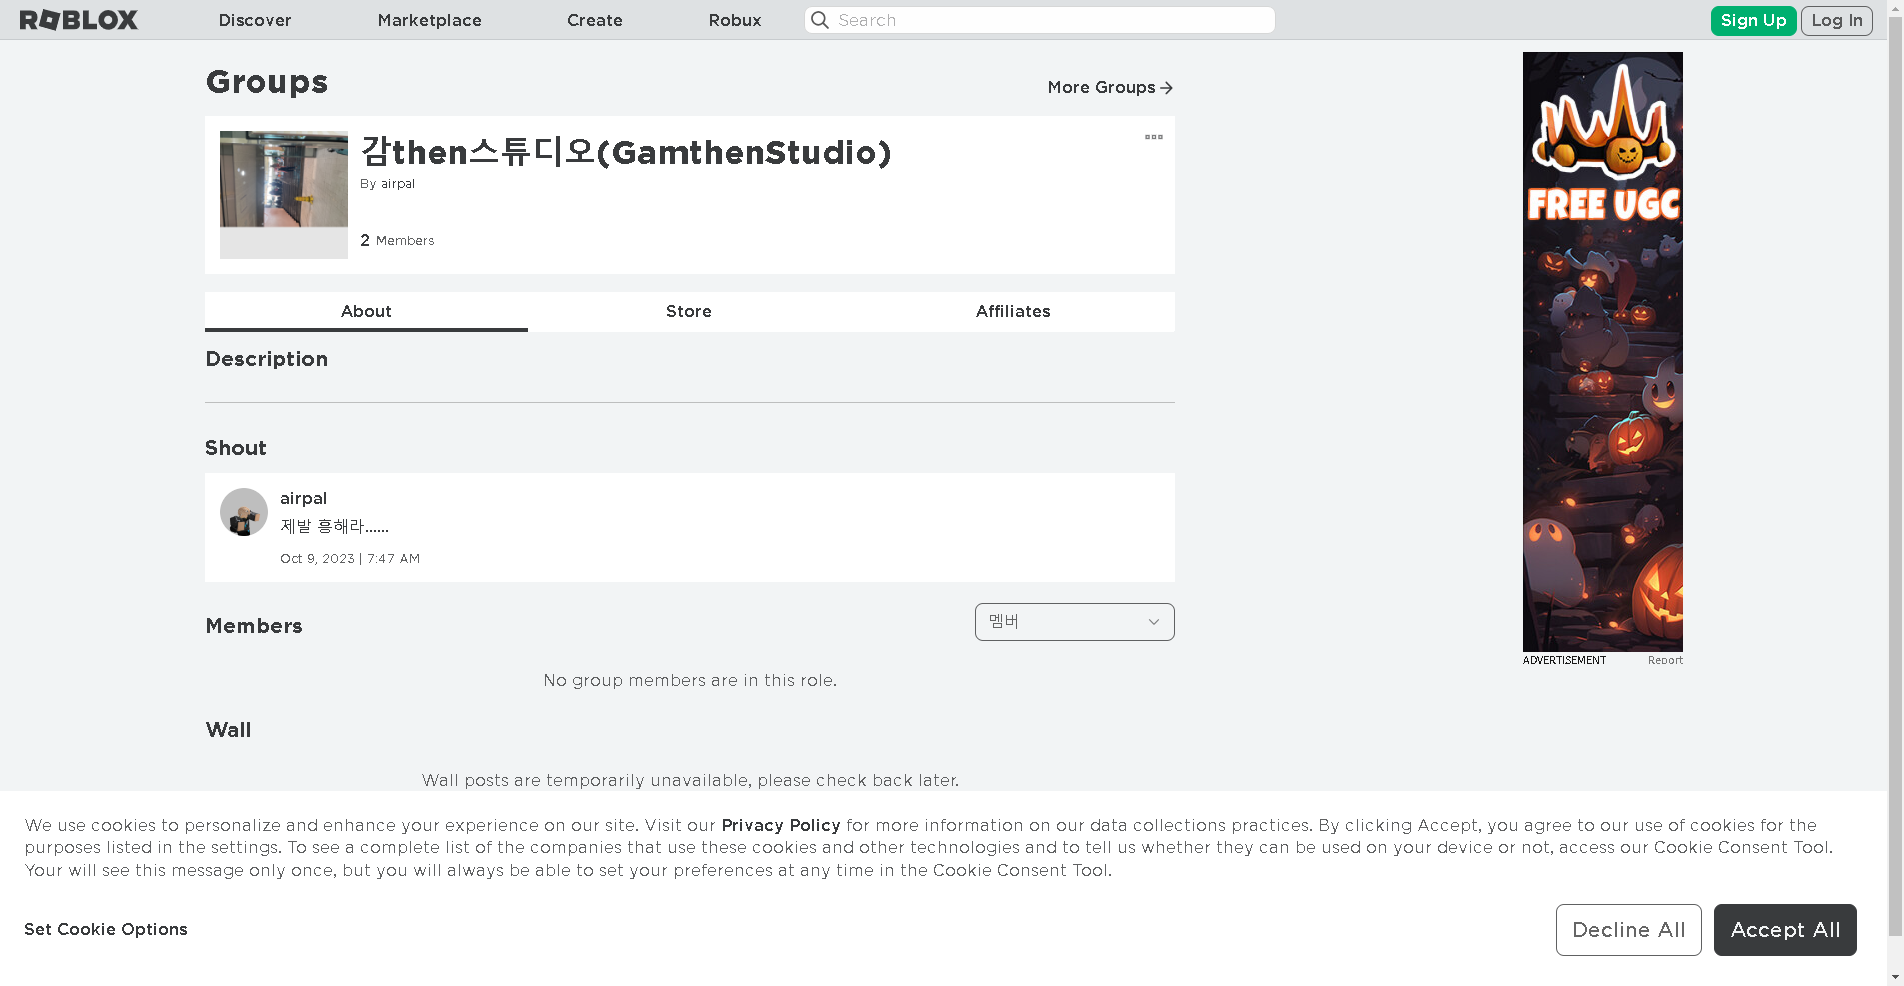 ROBLOX
Discover
Marketplace
Create
Robux
Search
Sign Up
Log In
Groups
More Groups
감then스튜디오(GamthenStudio)
By airpal
2 Members
About
Store
Affiliates
Description
Shout
airpal
제발 흥해라......
Oct 9, 2023 | 7:47 AM
Members
멤버
No group members are in this role.
Wall
Wall posts are temporarily unavailable, please check back later.
FREE UGC
ADVERTISEMENT
Report
We use cookies to personalize and enhance your experience on our site. Visit our Privacy Policy for more information on our data collections practices. By clicking Accept, you agree to our use of cookies for the
purposes listed in the settings. To see a complete list of the companies that use these cookies and other technologies and to tell us whether they can be used on your device or not, access our Cookie Consent Tool.
Your will see this message only once, but you will always be able to set your preferences at any time in the Cookie Consent Tool.
Set Cookie Options
Decline All
Accept All